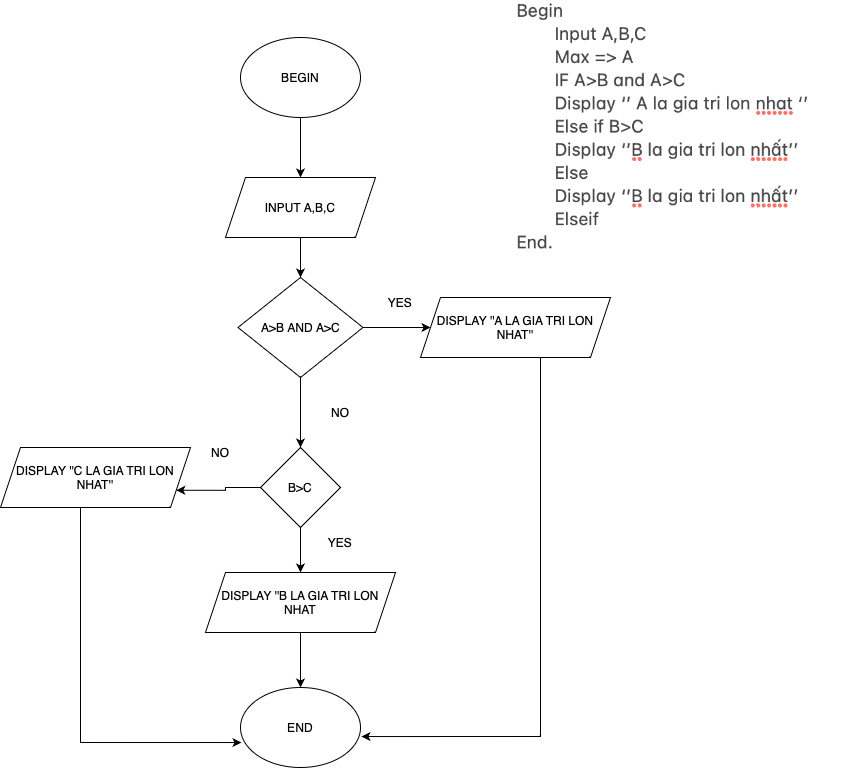 Begin
Input A,B,C
Max => A
IF A>B and A>C
Display ‘’ A la gia tri lon nhat ‘’
Else if B>C
Display ‘’B la gia tri lon nhất’’
Else
Display ‘’B la gia tri lon nhất’’
Elseif
End.
BEGIN
INPUT A,B,C
A>B AND A>C
YES
DISPLAY "A LA GIA TRI LON
NHAT"
NO
B>C
NO
DISPLAY "C LA GIA TRI LON
NHAT"
YES
DISPLAY "B LA GIA TRI LON
NHAT
END